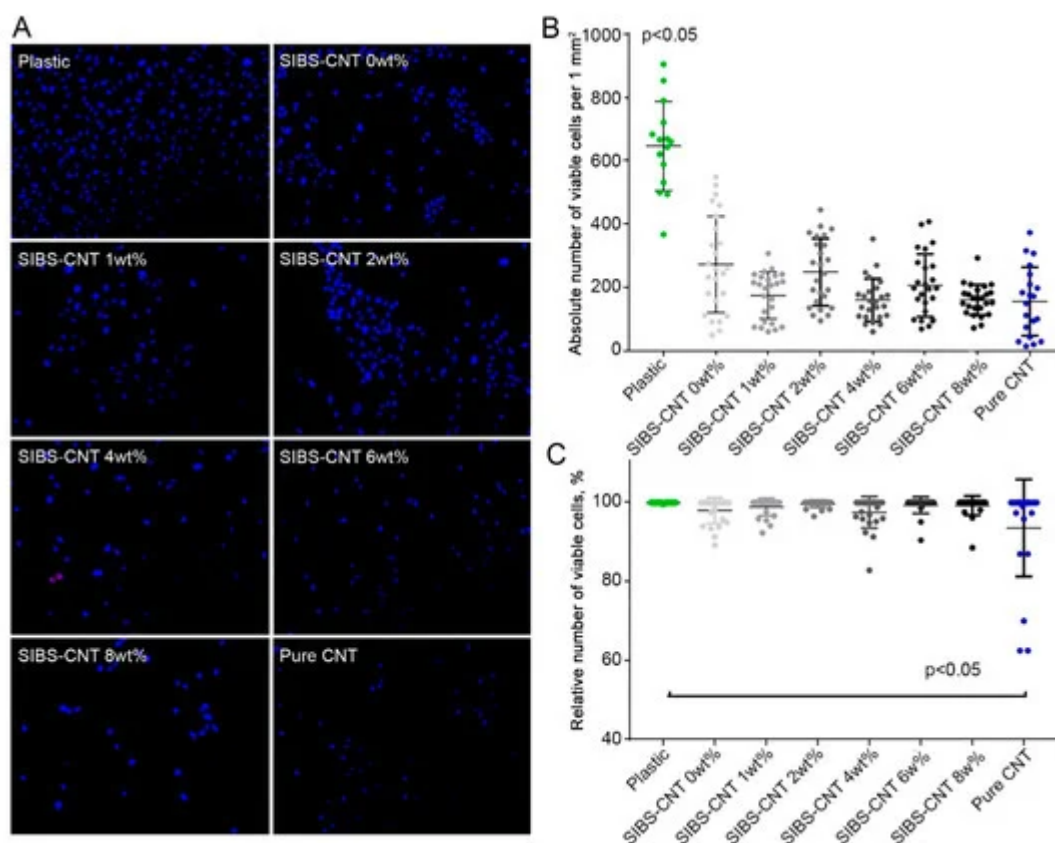 A
Plastic
SIBS-CNT 0wt%
SIBS-CNT 1wt%
SIBS-CNT 2wt%
SIBS-CNT 4wt%
SIBS-CNT 6wt%
SIBS-CNT 8wt%
Pure CNT
B
Absolute number of viable cells per 1 mm²
1000
800
600
400
200
0
p<0.05
Plastic
SIBS-CNT 0wt%
SIBS-CNT 1wt%
SIBS-CNT 2wt%
SIBS-CNT 4wt%
SIBS-CNT 6wt%
SIBS-CNT 8wt%
Pure CNT
C
Relative number of viable cells, %
100
80
60
40
p<0.05
Plastic
SIBS-CNT 0wt%
SIBS-CNT 1wt%
SIBS-CNT 2wt%
SIBS-CNT 4wt%
SIBS-CNT 6w%
SIBS-CNT 8w%
Pure CNT